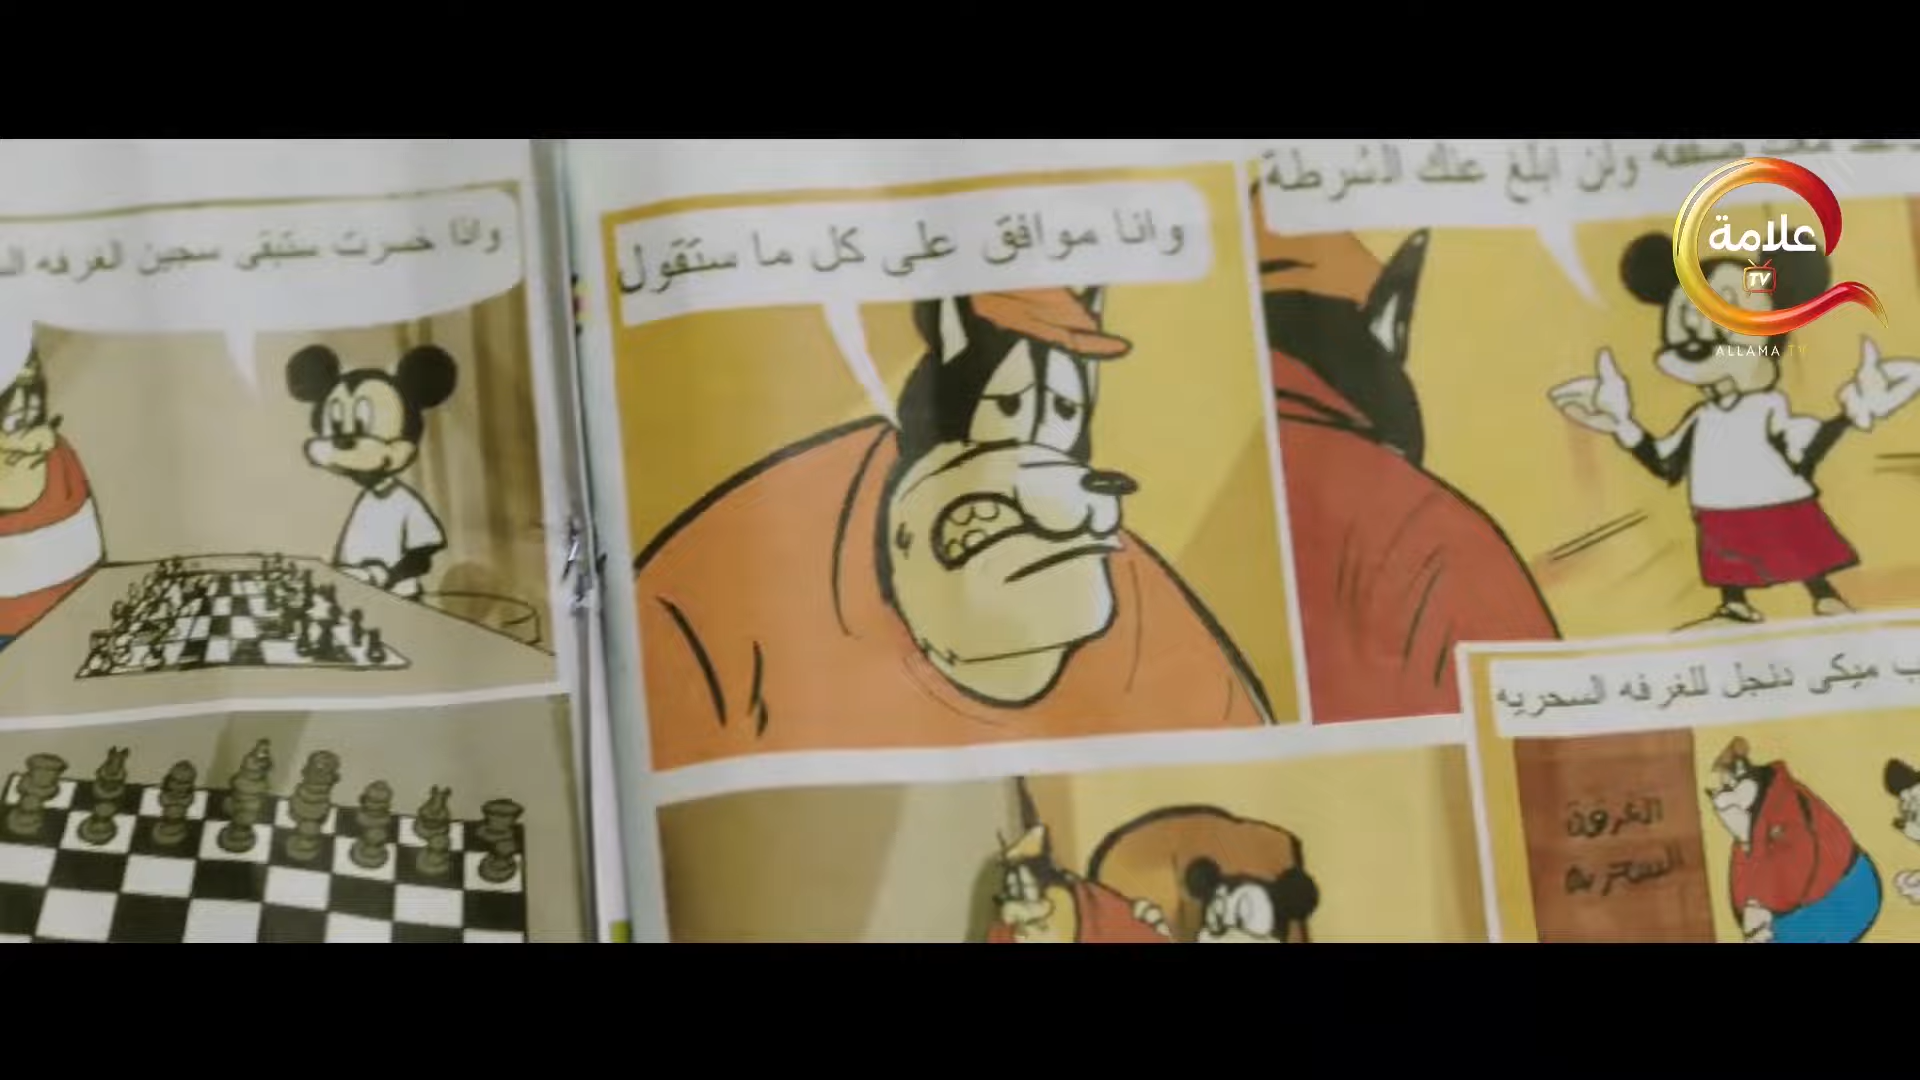 ولن ابلغ عنك الشرطة
وانا موافق على كل ما ستقول
وانا خسرت ستبقى سجين الغرفه
ميكى دنجل للغرفه السحريه
الغرفة
السحرية
علامة
TV
ALLAMA TV